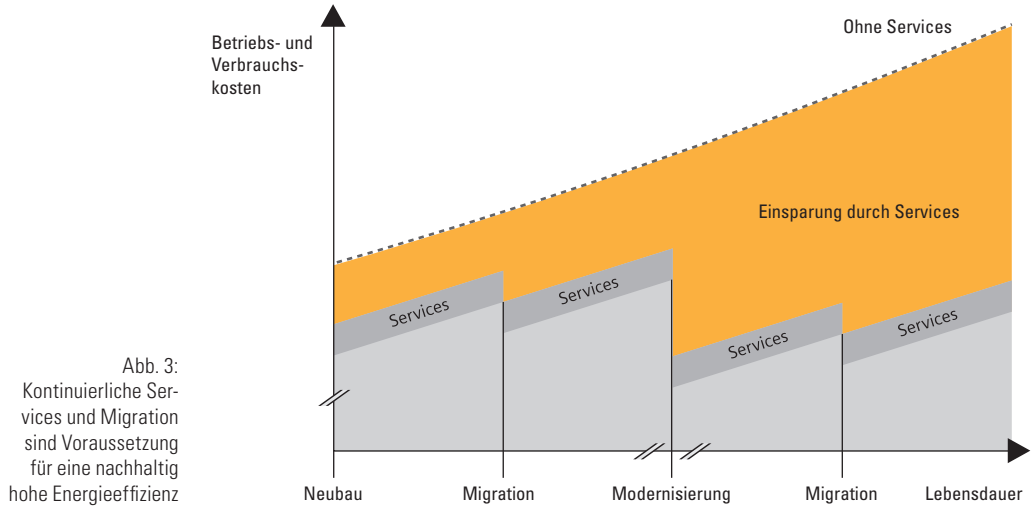 Betriebs- und
Verbrauchs-
kosten
Ohne Services
Einsparung durch Services
Services
Services
Services
Services
Abb. 3:
Kontinuierliche Ser-
vices und Migration
sind Voraussetzung
für eine nachhaltig
hohe Energieeffizienz
Neubau
Migration
Modernisierung
Migration
Lebensdauer